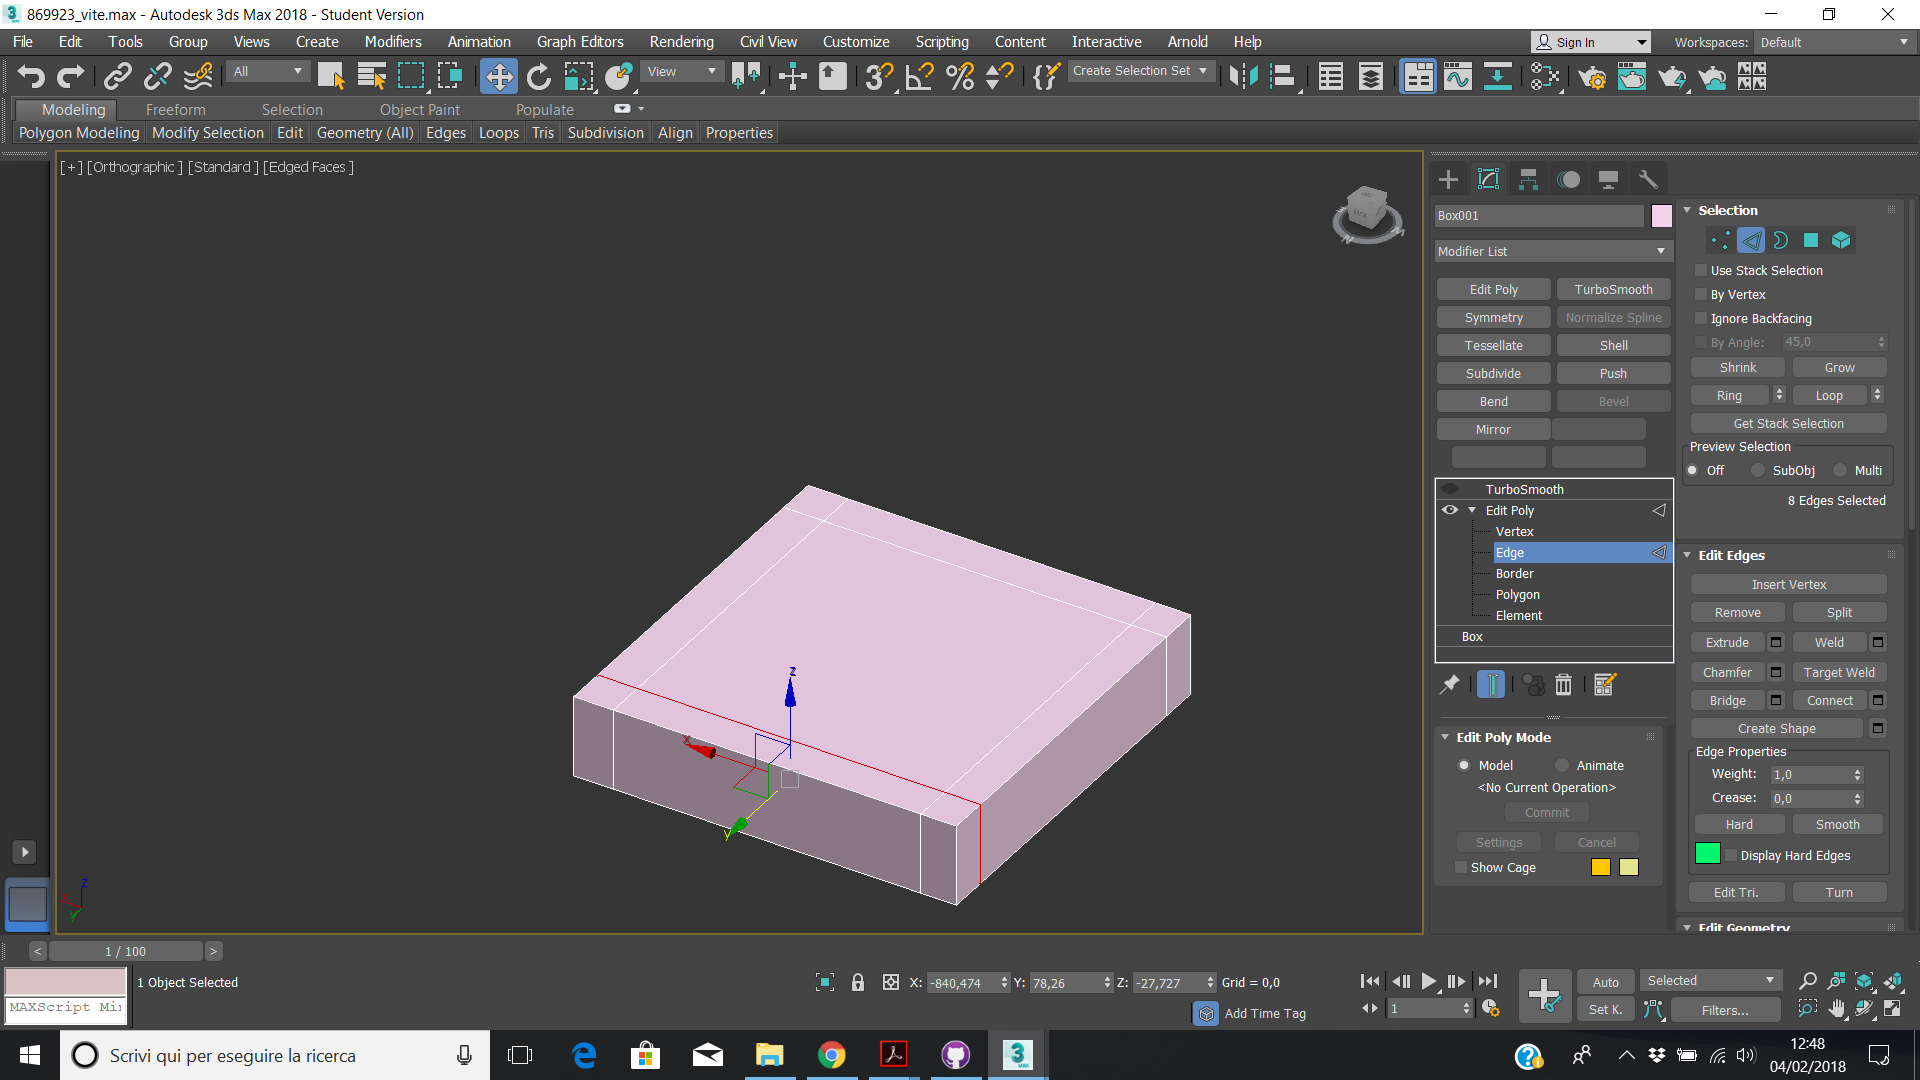 869923_vite.max - Autodesk 3ds Max 2018 - Student Version
File Edit Tools Group Views Create Modifiers Animation Graph Editors Rendering Civil View Customize Scripting Content Interactive Arnold Help
Sign In
Workspaces: Default
All
View
Create Selection Set
Modeling Freeform Selection Object Paint Populate
Polygon Modeling Modify Selection Edit Geometry (All) Edges Loops Tris Subdivision Align Properties
[+] [Orthographic ] [Standard ] [Edged Faces ]
Box001
Modifier List
Edit Poly TurboSmooth
Symmetry Normalize Spline
Tessellate Shell
Subdivide Push
Bend Bevel
Mirror
TurboSmooth
Edit Poly
Vertex
Edge
Border
Polygon
Element
Box
Edit Poly Mode
Model Animate
<No Current Operation>
Commit
Settings Cancel
Show Cage
Selection
Use Stack Selection
By Vertex
Ignore Backfacing
By Angle: 45,0
Shrink Grow
Ring Loop
Get Stack Selection
Preview Selection
Off SubObj Multi
8 Edges Selected
Edit Edges
Insert Vertex
Remove Split
Extrude Weld
Chamfer Target Weld
Bridge Connect
Create Shape
Edge Properties
Weight: 1,0
Crease: 0,0
Hard Smooth
Display Hard Edges
Edit Tri. Turn
Edit Geometry
z
x
y
z
y
< 1 / 100 >
1 Object Selected
MAXScript Mi
X: -840,474 Y: 78,26 Z: -27,727 Grid = 0,0
Add Time Tag
1
Auto Selected
Set K. Filters...
Scrivi qui per eseguire la ricerca
12:48
04/02/2018